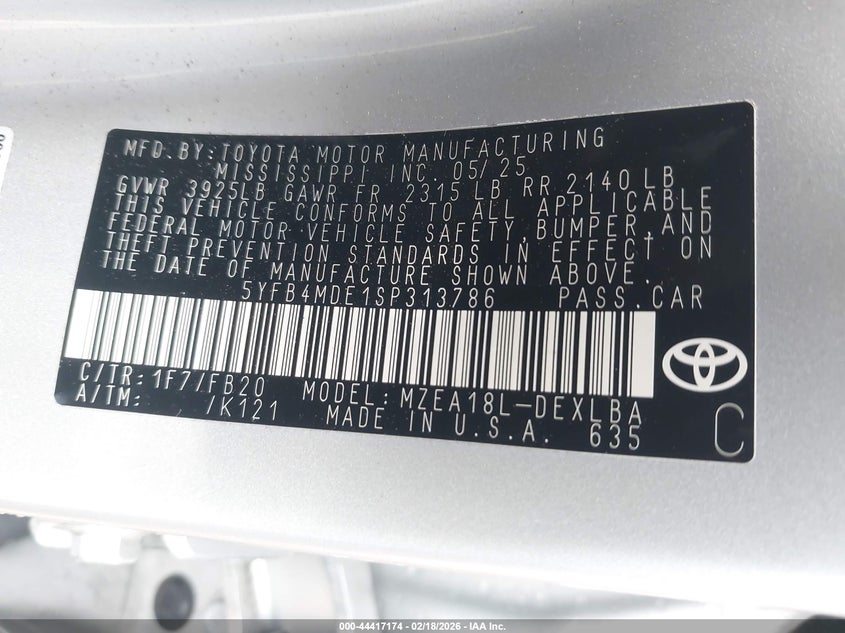 MFD. BY: TOYOTA MOTOR MANUFACTURING
MISSISSIPPI INC. 05/25
GVWR 3925LB GAWR FR 2315 LB RR 2140 LB
THIS VEHICLE CONFORMS TO ALL APPLICABLE
FEDERAL MOTOR VEHICLE SAFETY, BUMPER, AND
THEFT PREVENTION STANDARDS IN EFFECT ON
THE DATE OF MANUFACTURE SHOWN ABOVE.
5YFB4MDE1SP313786 PASS. CAR
C/TR: 1F7/FB20 MODEL: MZEA18L-DEXLBA
A/TM: /K121 MADE IN U.S.A. 635
C
000-44417174 - 02/18/2026 - IAA Inc.